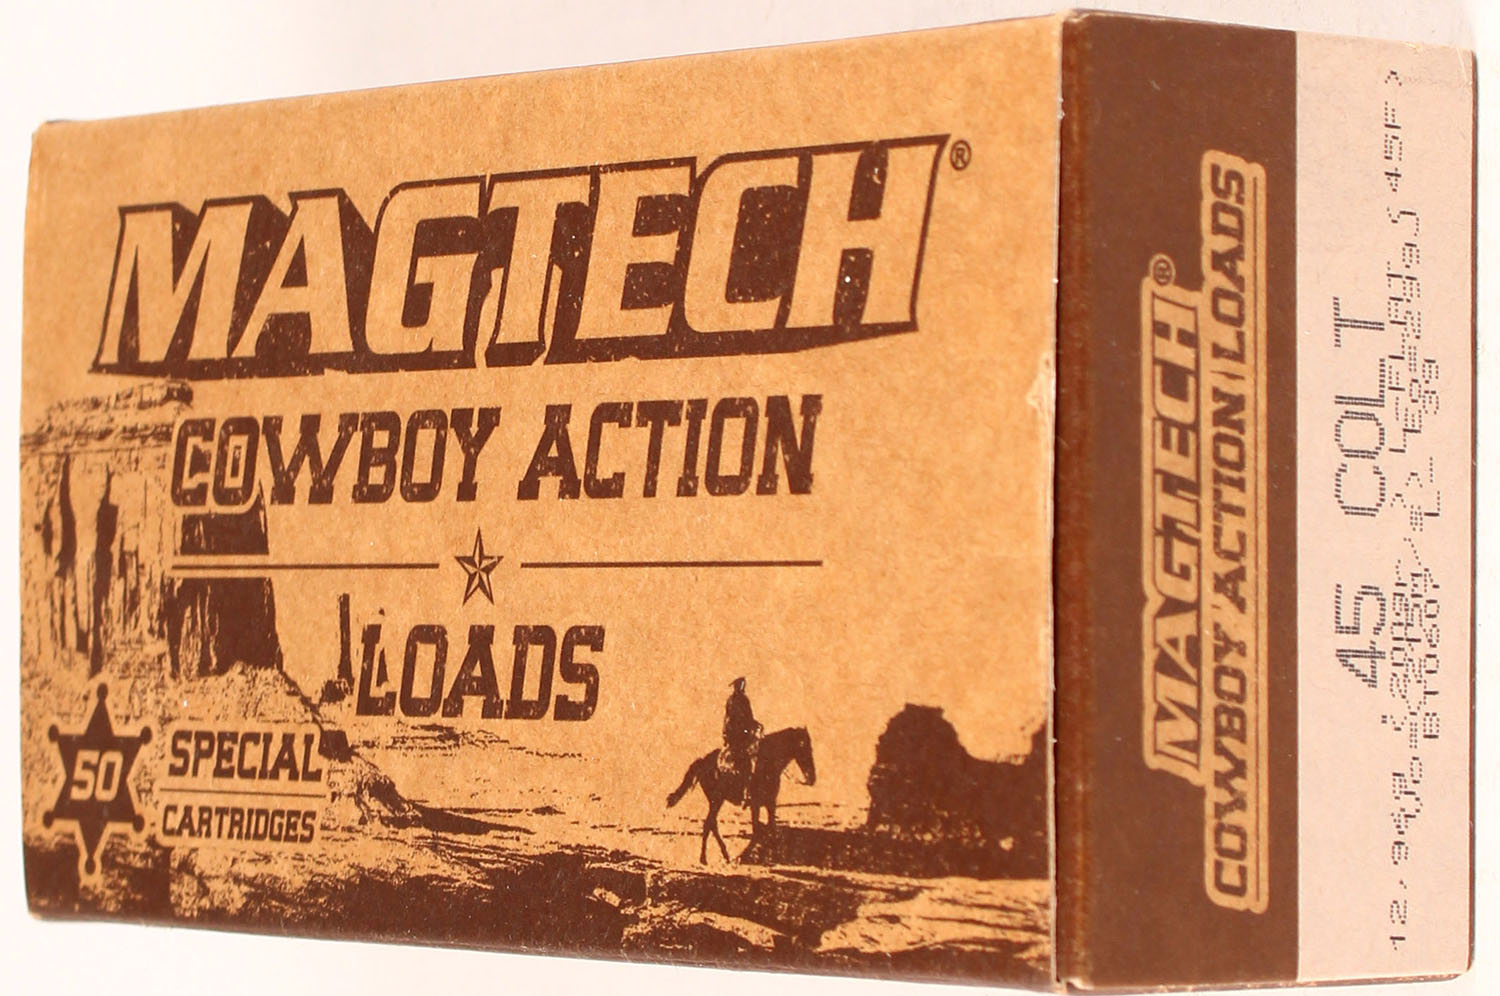 MAGTECH®
COWBOY ACTION
LOADS
50
SPECIAL
CARTRIDGES
MAGTECH®
COWBOY ACTION LOADS
45 COLT